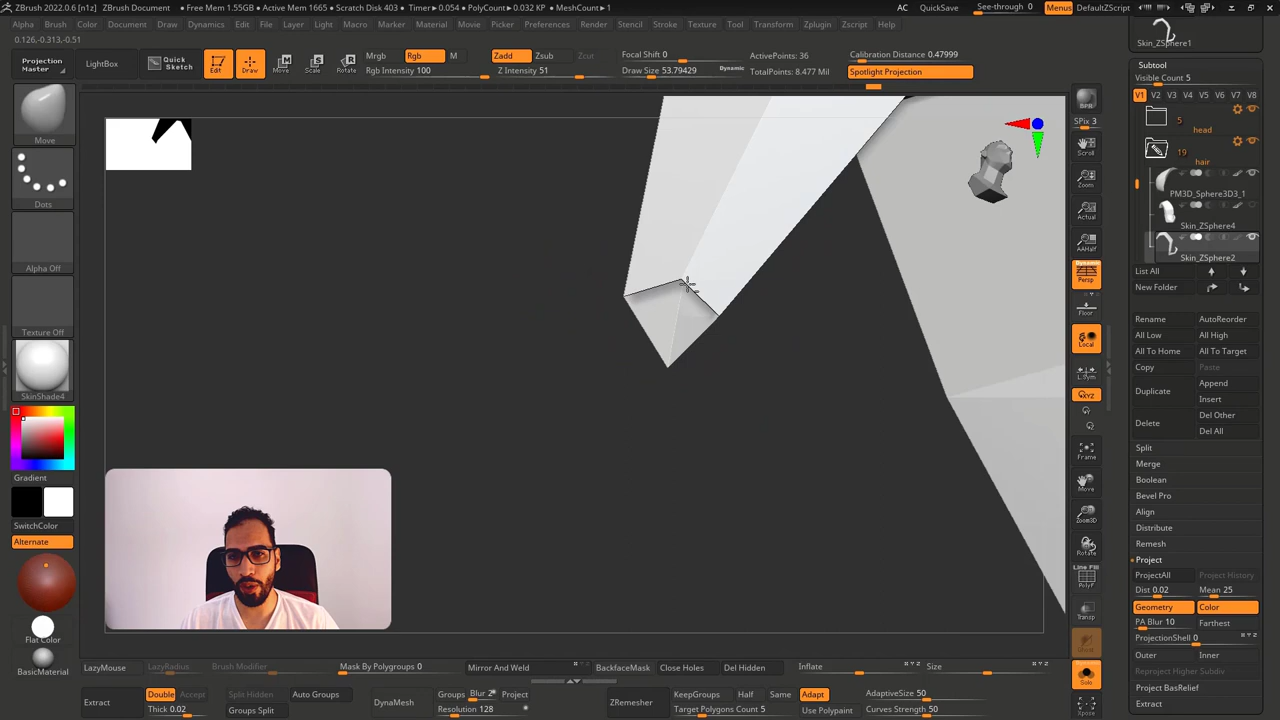 ZBrush 2022.0.6 [n1z] ZBrush Document • Free Mem 1.55GB • Active Mem 1665 • Scratch Disk 403 • Timer▸0.054 • PolyCount▸0.032 KP • MeshCount▸1 AC QuickSave See-through 0 Menus DefaultZScript
Alpha Brush Color Document Draw Dynamics Edit File Layer Light Macro Marker Material Movie Picker Preferences Render Stencil Stroke Texture Tool Transform Zplugin Zscript Help
0.126,-0.313,-0.51
Projection Master LightBox Quick Sketch Edit Draw Move Scale Rotate
Mrgb Rgb M Zadd Zsub Zcut Focal Shift 0 ActivePoints: 36 Calibration Distance 0.47999
Rgb Intensity 100 Z Intensity 51 Draw Size 53.79429 Dynamic TotalPoints: 8.477 Mil Spotlight Projection
Move
Dots
Alpha Off
Texture Off
SkinShade4
Gradient
SwitchColor
Alternate
Flat Color
BasicMaterial
BPR
SPix 3
Scroll
Zoom
Actual
AAHalf
Dynamic
Persp
Floor
Local
L.Sym
XYZ
Frame
Move
Zoom3D
Rotate
Line Fill
PolyF
Transp
Ghost
Dynamic
Solo
Xpose
Skin_ZSphere1
Subtool
Visible Count 5
V1 V2 V3 V4 V5 V6 V7 V8
5
head
19
hair
PM3D_Sphere3D3_1
Skin_ZSphere4
Skin_ZSphere2
List All
New Folder
Rename AutoReorder
All Low All High
All To Home All To Target
Copy Paste
Duplicate Append
Insert
Delete Del Other
Del All
Split
Merge
Boolean
Bevel Pro
Align
Distribute
Remesh
Project
ProjectAll Project History
Dist 0.02 Mean 25
Geometry Color
PA Blur 10 Farthest
ProjectionShell 0
Outer Inner
Reproject Higher Subdiv
Project BasRelief
Extract
LazyMouse LazyRadius Brush Modifier Mask By Polygroups 0 Mirror And Weld BackfaceMask Close Holes Del Hidden Inflate Size
Extract Double Accept Split Hidden Auto Groups DynaMesh Groups Blur 2 Project ZRemesher KeepGroups Half Same Adapt AdaptiveSize 50
Thick 0.02 Groups Split Resolution 128 Target Polygons Count 5 Use Polypaint Curves Strength 50